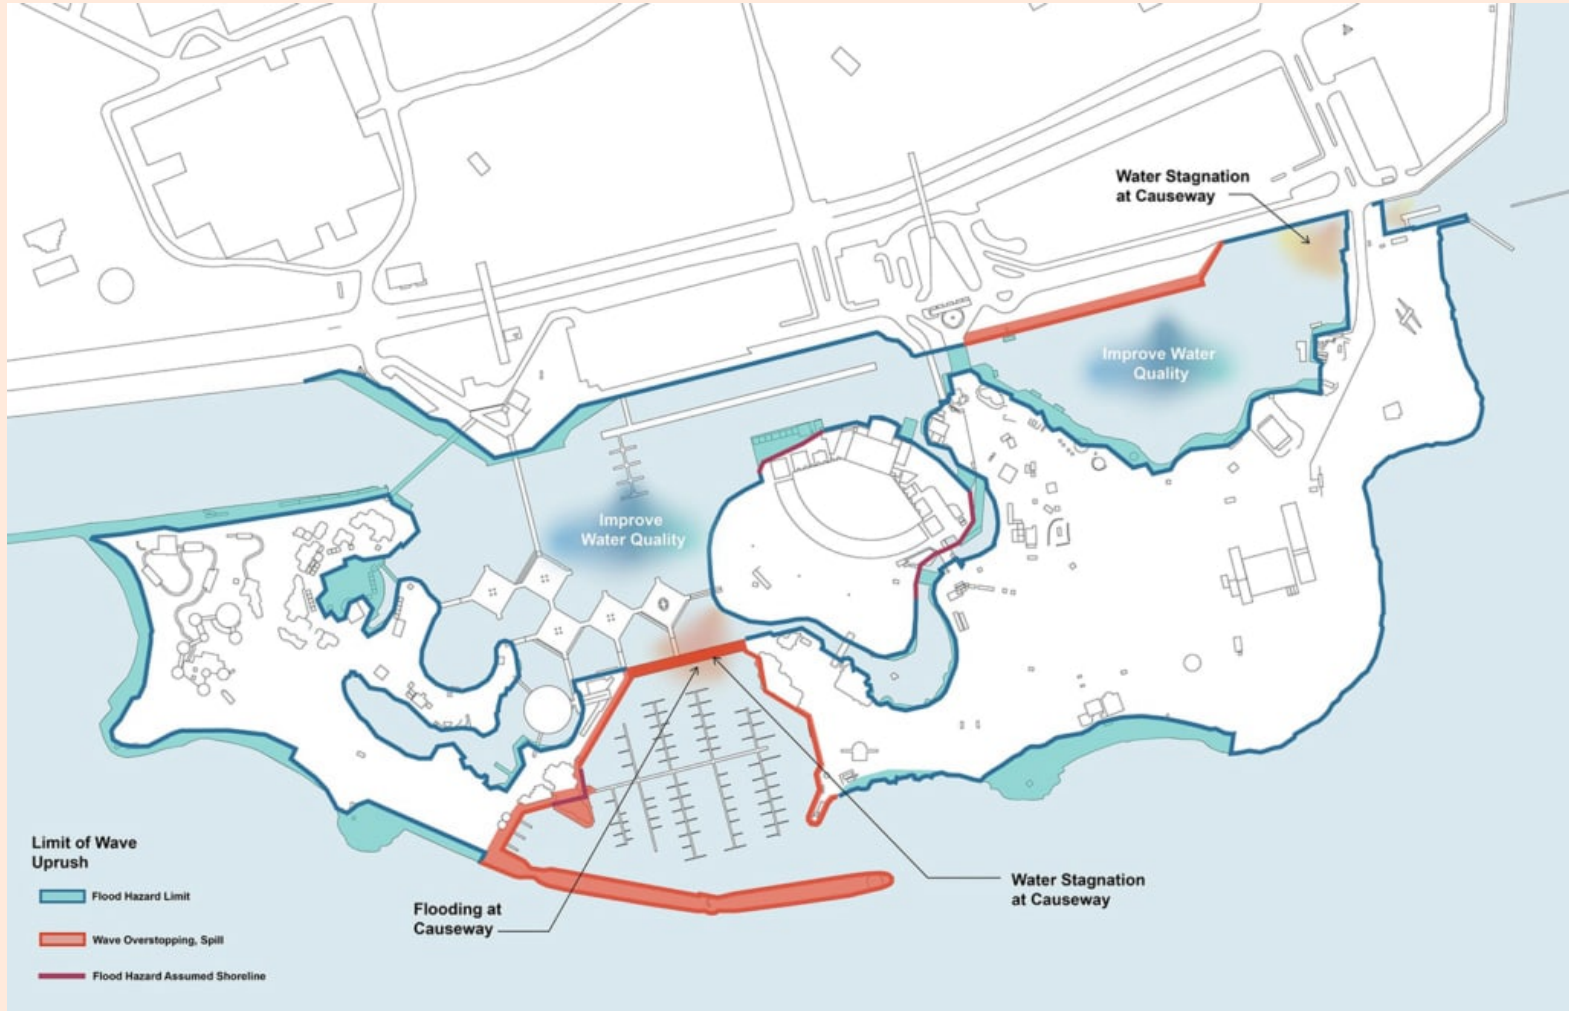 Water Stagnation
at Causeway
Improve Water
Quality
Improve
Water Quality
Limit of Wave
Uprush
Flood Hazard Limit
Wave Overstopping, Spill
Flood Hazard Assumed Shoreline
Flooding at
Causeway
Water Stagnation
at Causeway